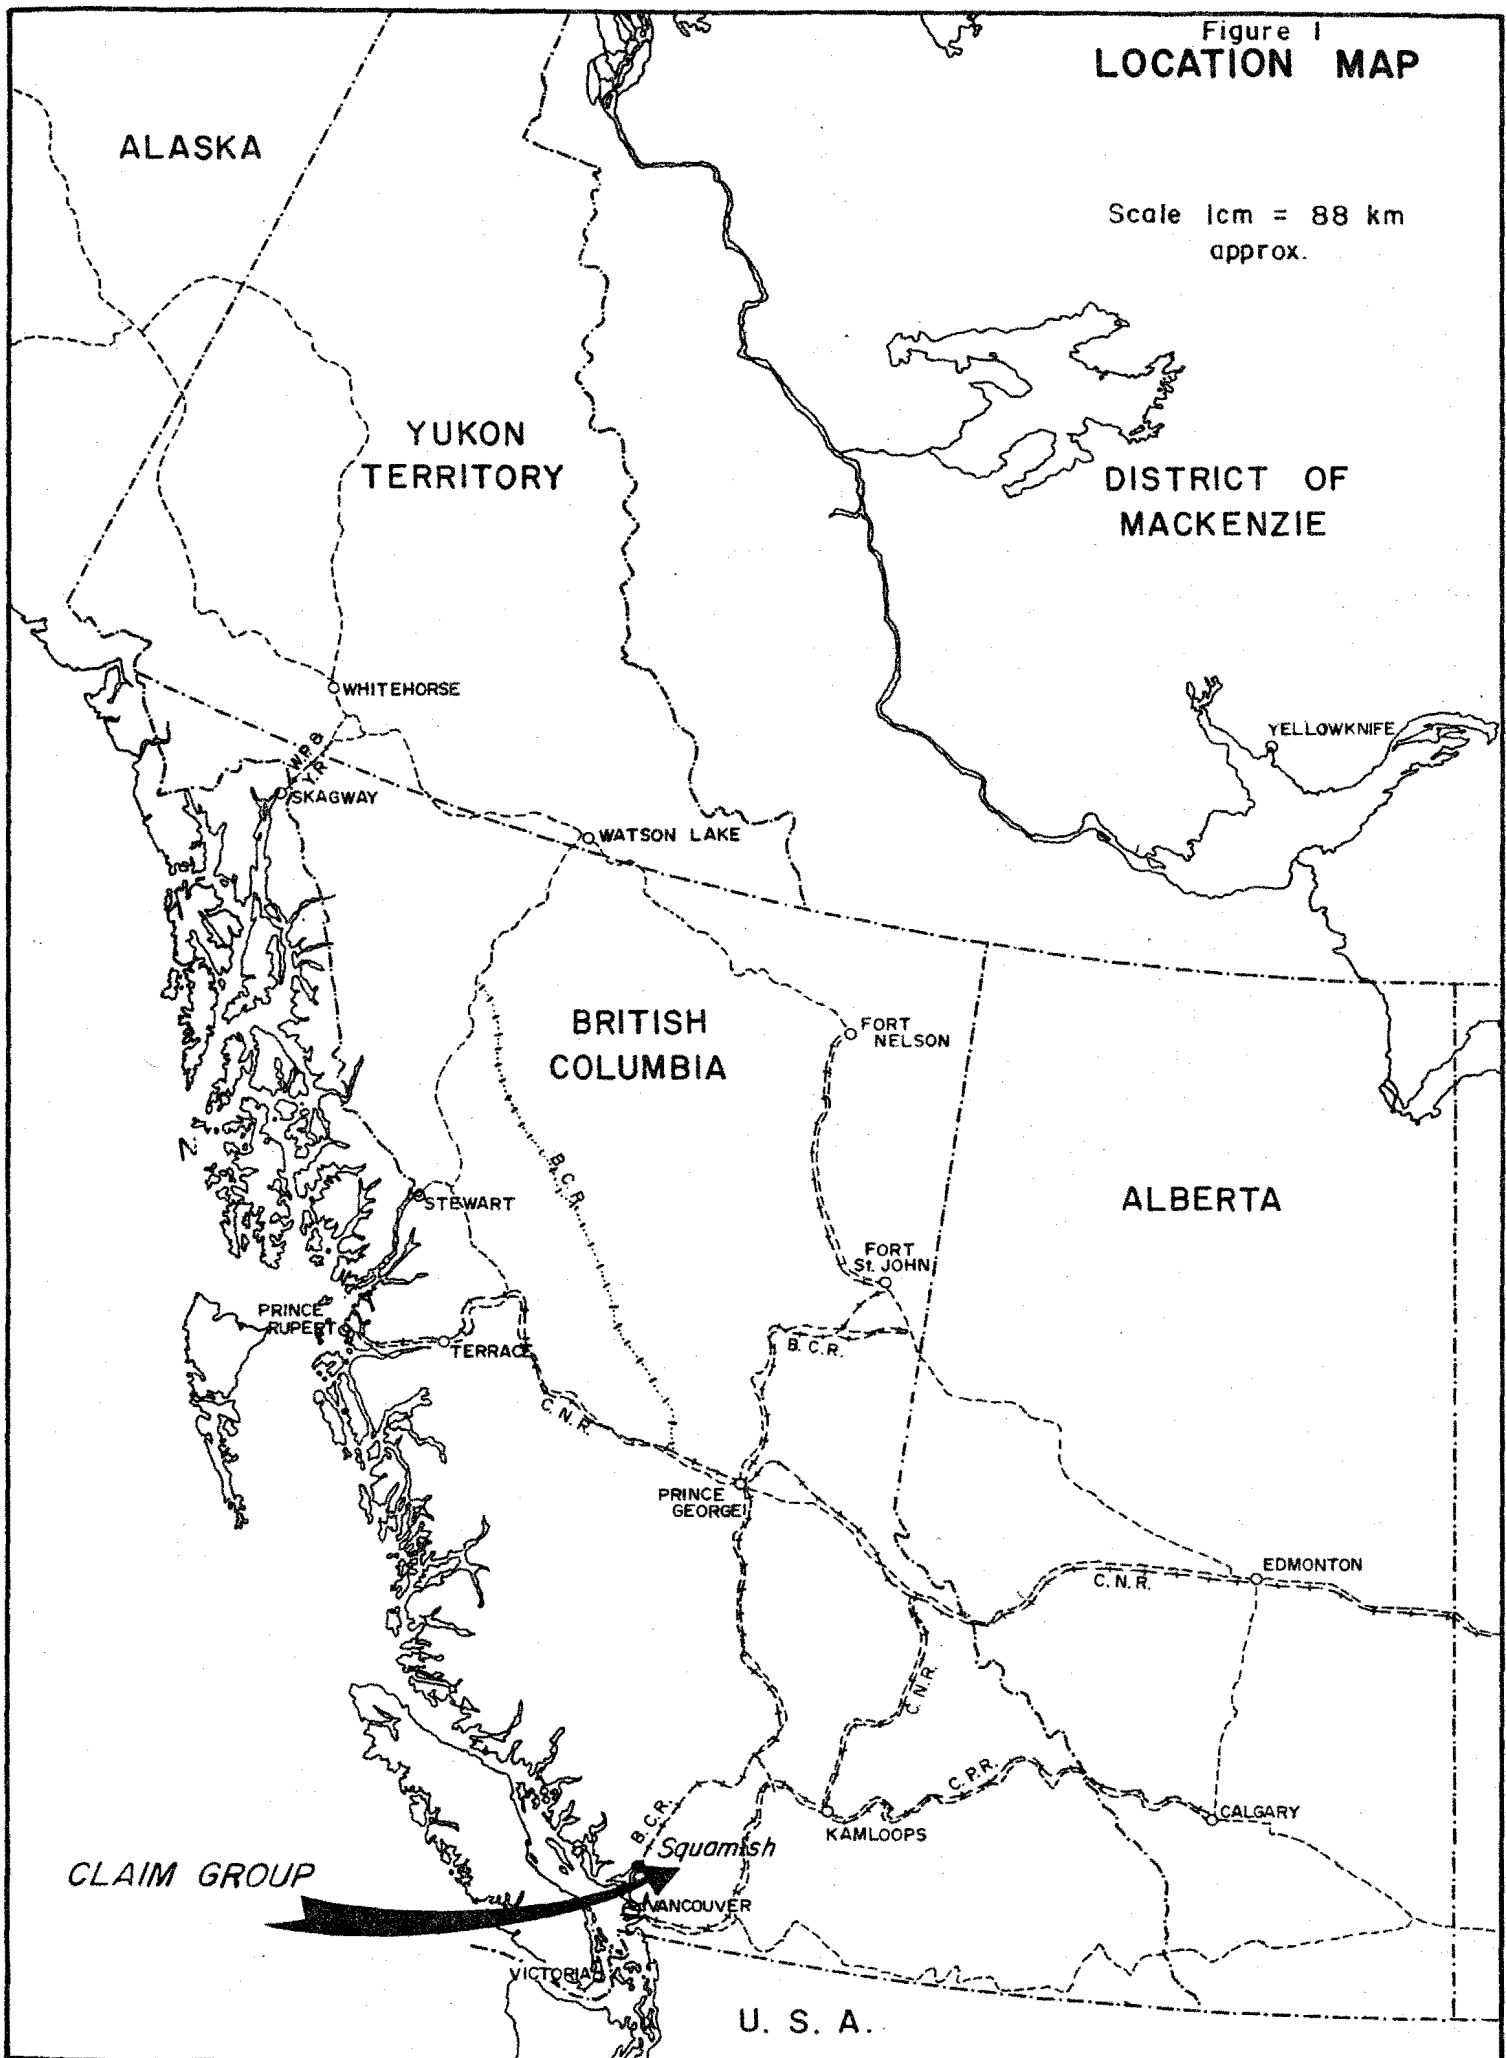 Figure 1
LOCATION MAP
ALASKA
Scale 1cm = 88 km
approx.
YUKON
TERRITORY
DISTRICT OF
MACKENZIE
WHITEHORSE
YELLOWKNIFE
W.P. &
Y.R.
SKAGWAY
WATSON LAKE
BRITISH
COLUMBIA
FORT
NELSON
B.C.R.
STEWART
ALBERTA
FORT
St. JOHN
PRINCE
RUPERT
TERRACE
B.C.R.
C.N.R.
PRINCE
GEORGE
EDMONTON
C.N.R.
C.N.R.
C.P.R.
CALGARY
KAMLOOPS
B.C.R.
Squamish
CLAIM GROUP
VANCOUVER
VICTORIA
U. S. A.